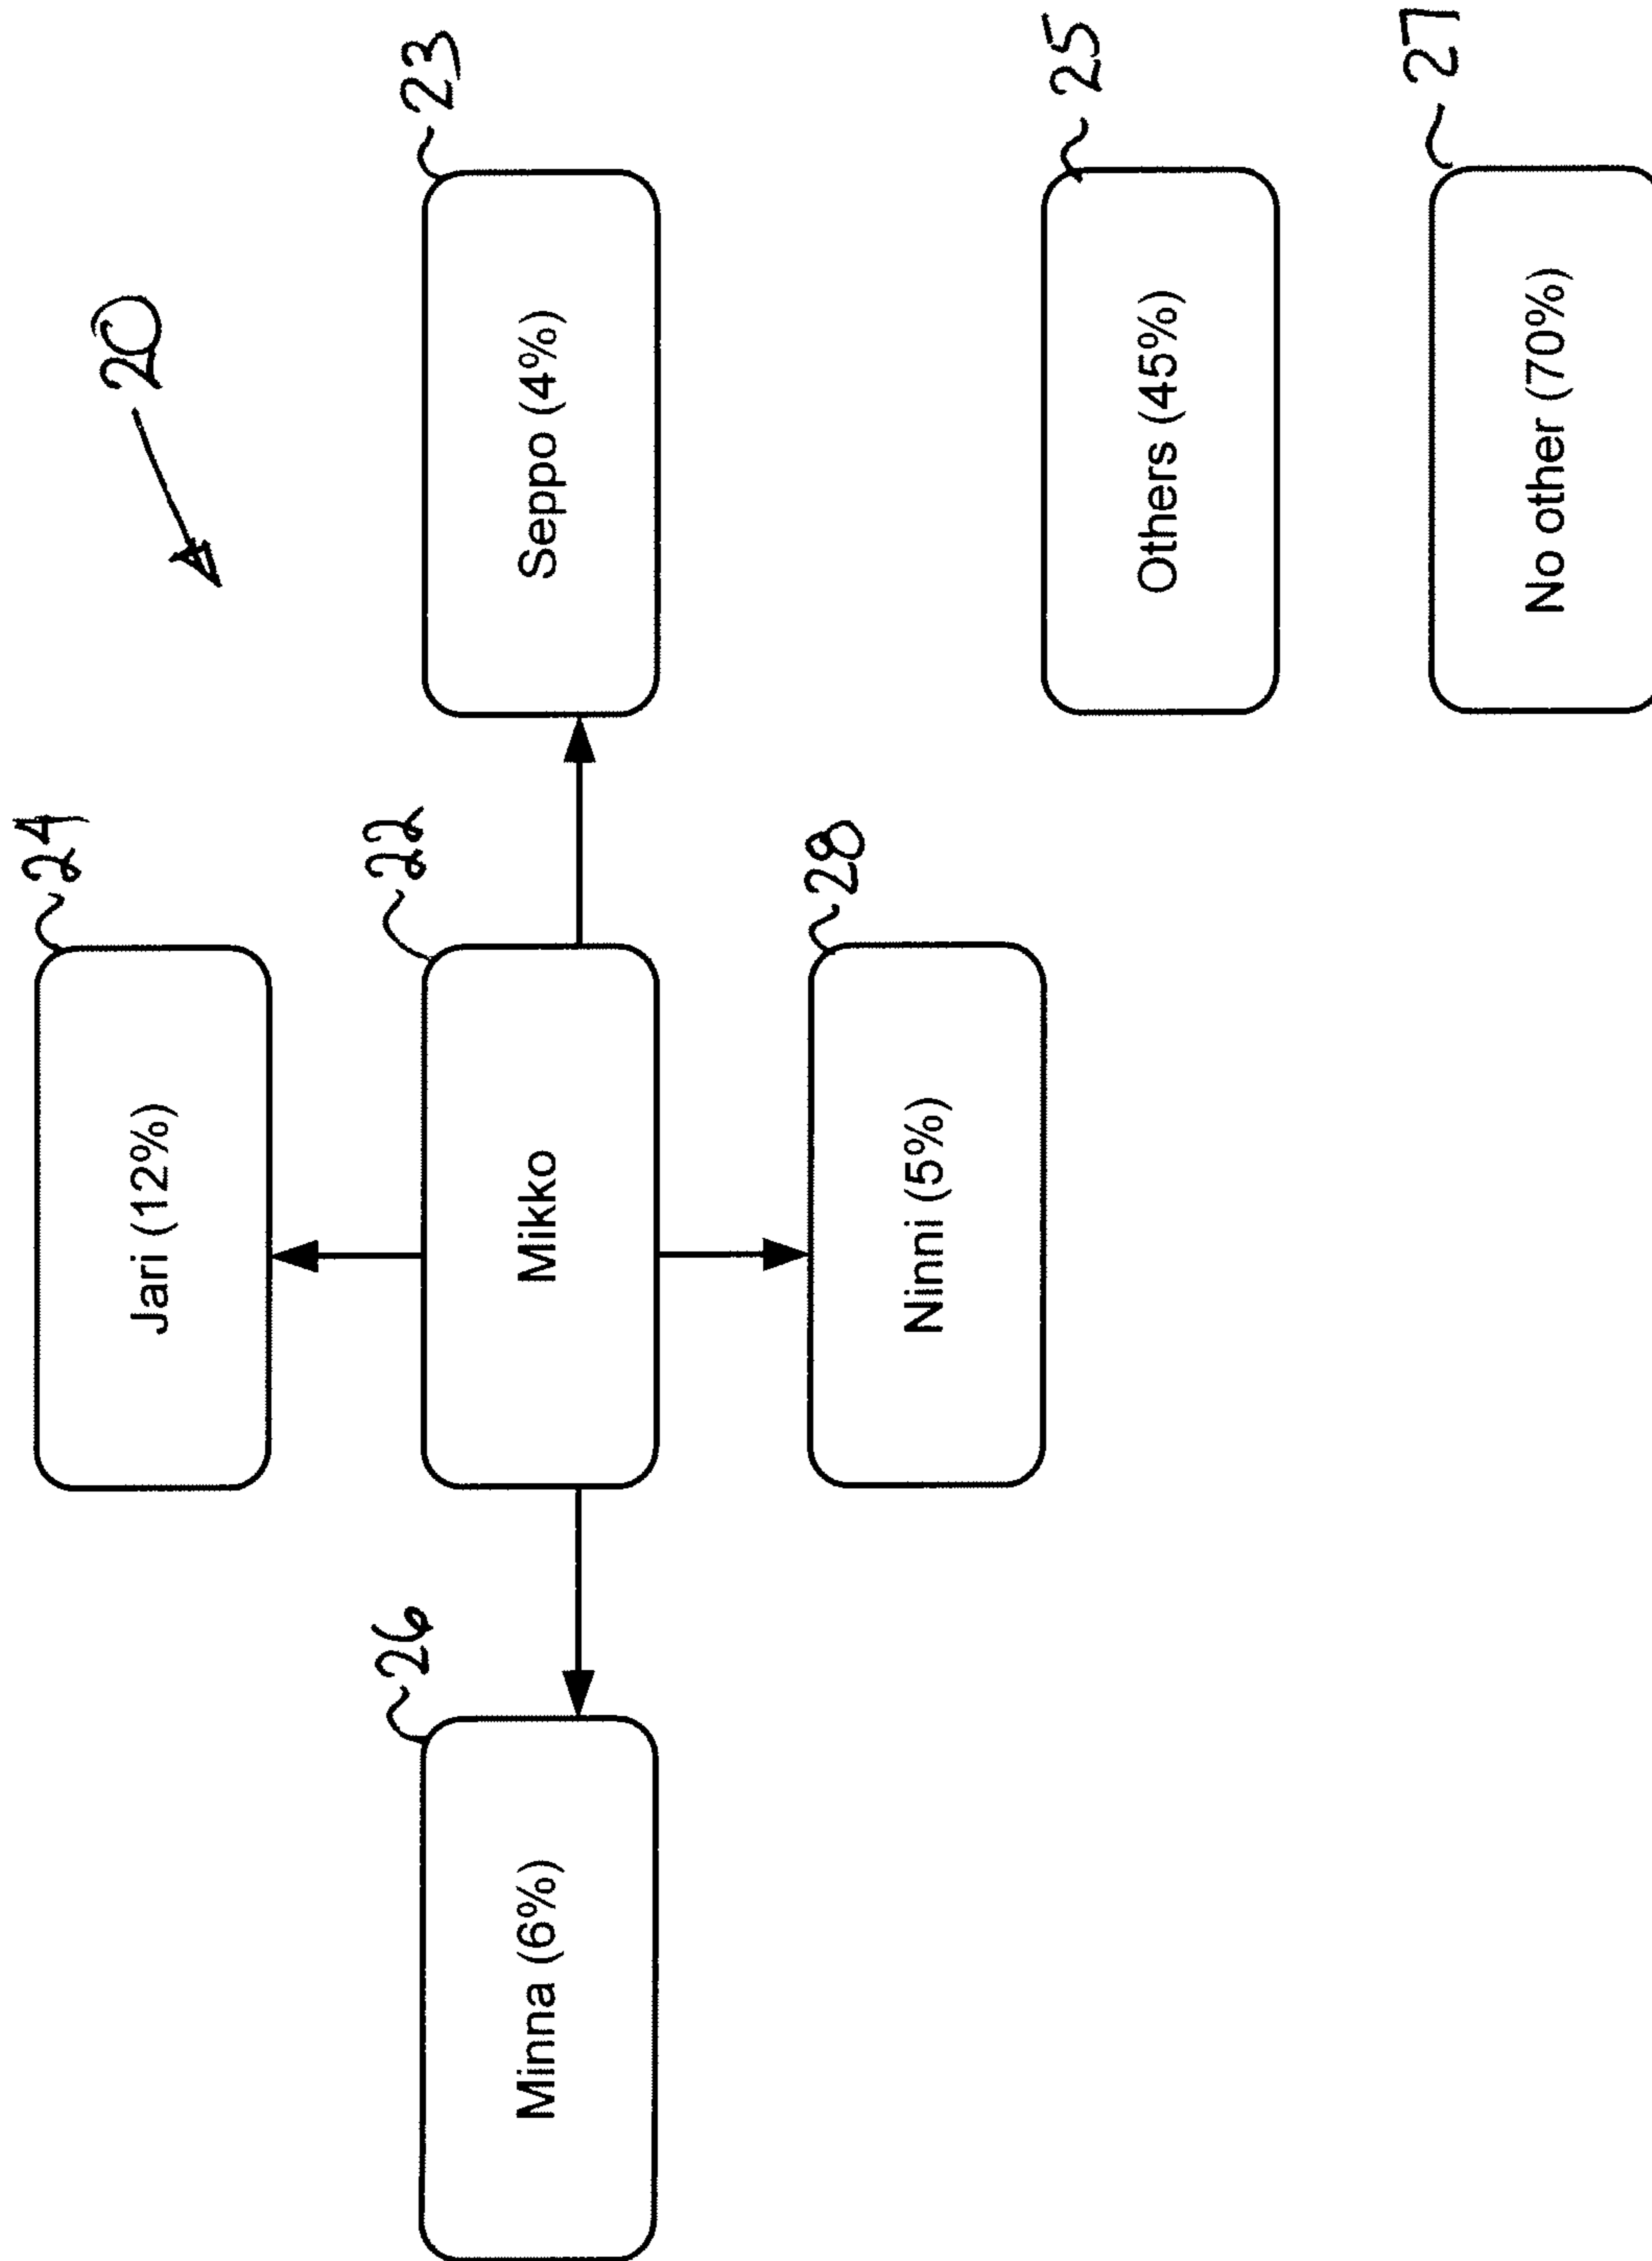 20
24
Jari (12%)
26
22
23
Minna (6%)
Mikko
Seppo (4%)
28
Ninni (5%)
25
Others (45%)
27
No other (70%)